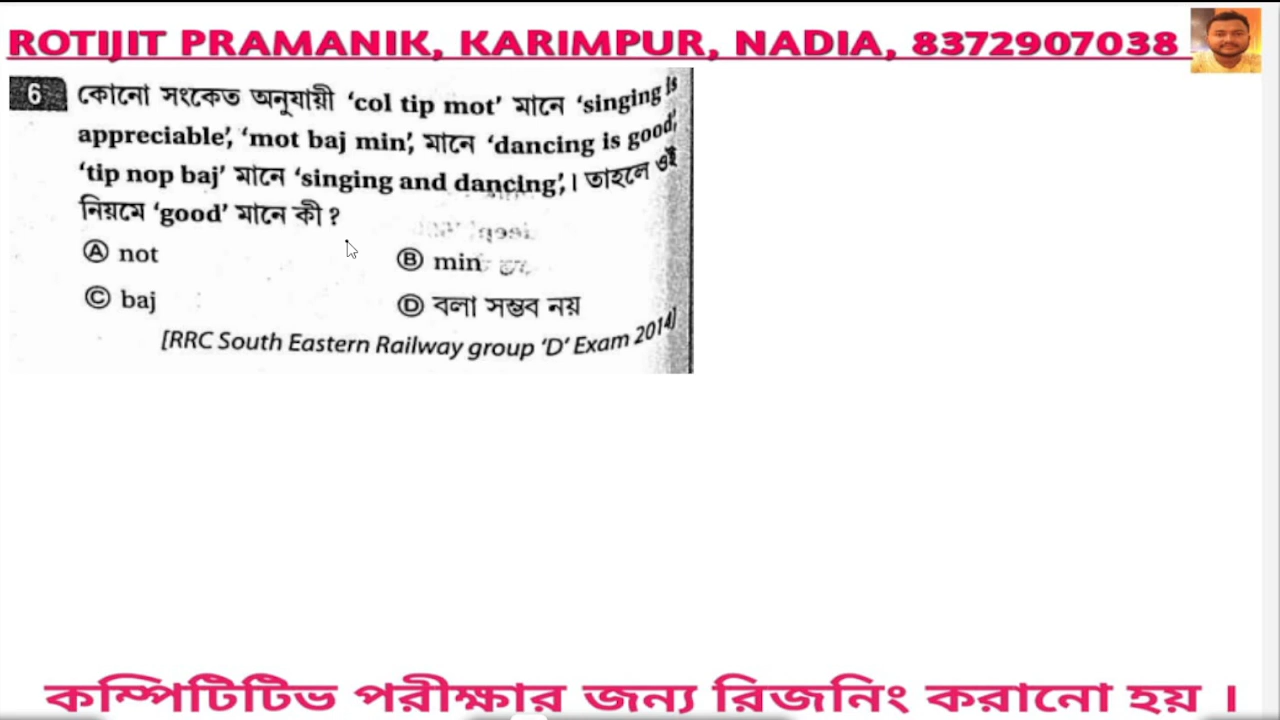 ROTIJIT PRAMANIK, KARIMPUR, NADIA, 8372907038
6 কোনো সংকেত অনুযায়ী ‘col tip mot’ মানে ‘singing is
appreciable’, ‘mot baj min’, মানে ‘dancing is good’,
‘tip nop baj’ মানে ‘singing and dancing’,। তাহলে ওই
নিয়মে ‘good’ মানে কী ?
Ⓐ not
Ⓑ min
Ⓒ baj
Ⓓ বলা সম্ভব নয়
[RRC South Eastern Railway group ‘D’ Exam 2014]
কম্পিটিটিভ পরীক্ষার জন্য রিজনিং করানো হয় ।